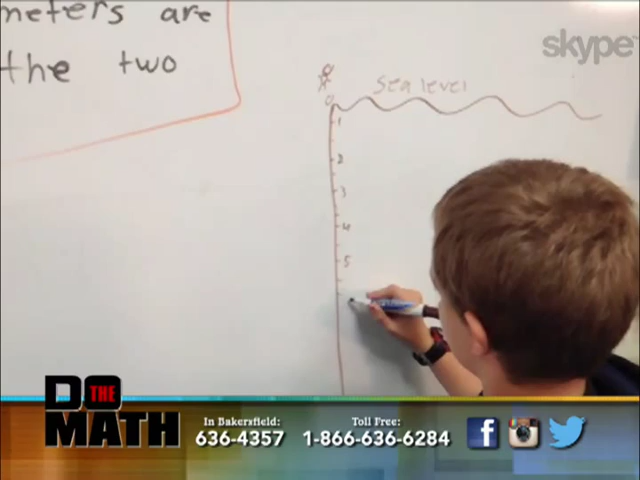 meters are
the two
skype
Sea level
0
1
2
3
4
5
DO THE
MATH
In Bakersfield:
636-4357
Toll Free:
1-866-636-6284